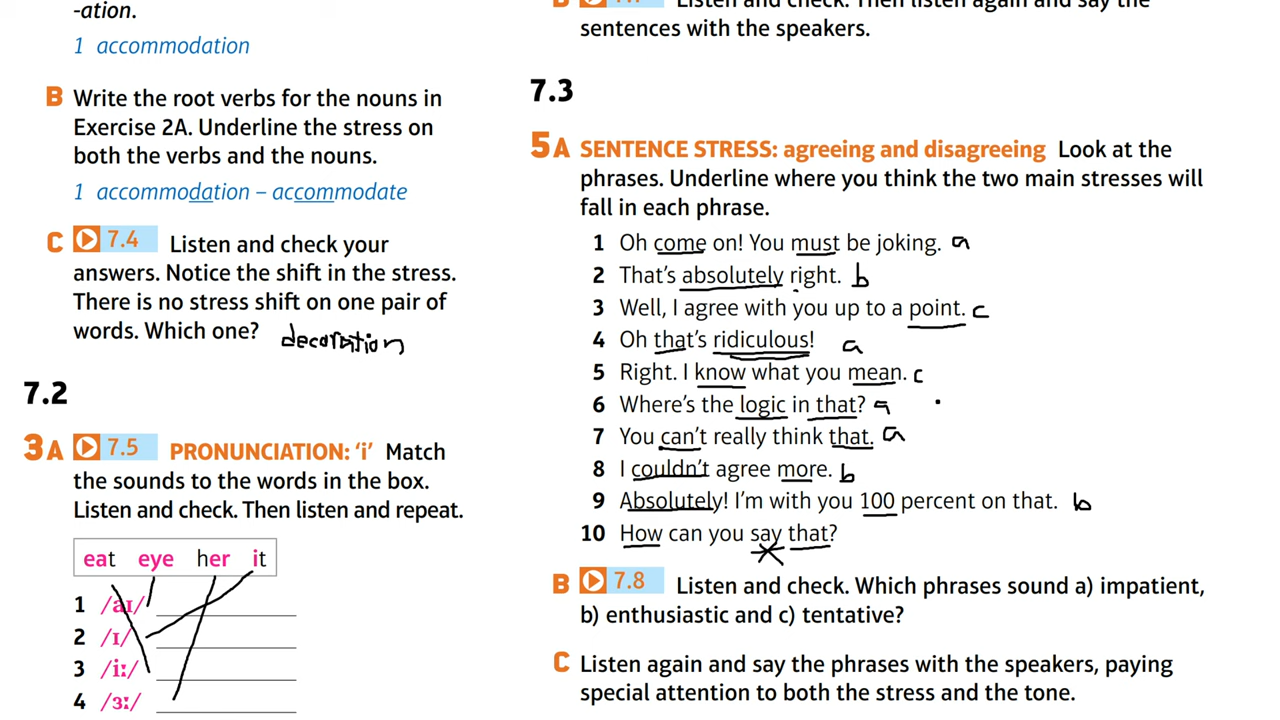 -ation.
1 accommodation
B Write the root verbs for the nouns in
Exercise 2A. Underline the stress on
both the verbs and the nouns.
1 accommodation – accommodate
C 7.4 Listen and check your
answers. Notice the shift in the stress.
There is no stress shift on one pair of
words. Which one? decoration
7.2
3 A 7.5 PRONUNCIATION: ‘i’ Match
the sounds to the words in the box.
Listen and check. Then listen and repeat.
eat eye her it
1 /aɪ/
2 /ɪ/
3 /iː/
4 /ɜː/
sentences with the speakers.
7.3
5 A SENTENCE STRESS: agreeing and disagreeing Look at the
phrases. Underline where you think the two main stresses will
fall in each phrase.
1 Oh come on! You must be joking. a
2 That’s absolutely right. b
3 Well, I agree with you up to a point. c
4 Oh that’s ridiculous! a
5 Right. I know what you mean. c
6 Where’s the logic in that? a
7 You can’t really think that. a
8 I couldn’t agree more. b
9 Absolutely! I’m with you 100 percent on that. b
10 How can you say that?
B 7.8 Listen and check. Which phrases sound a) impatient,
b) enthusiastic and c) tentative?
C Listen again and say the phrases with the speakers, paying
special attention to both the stress and the tone.